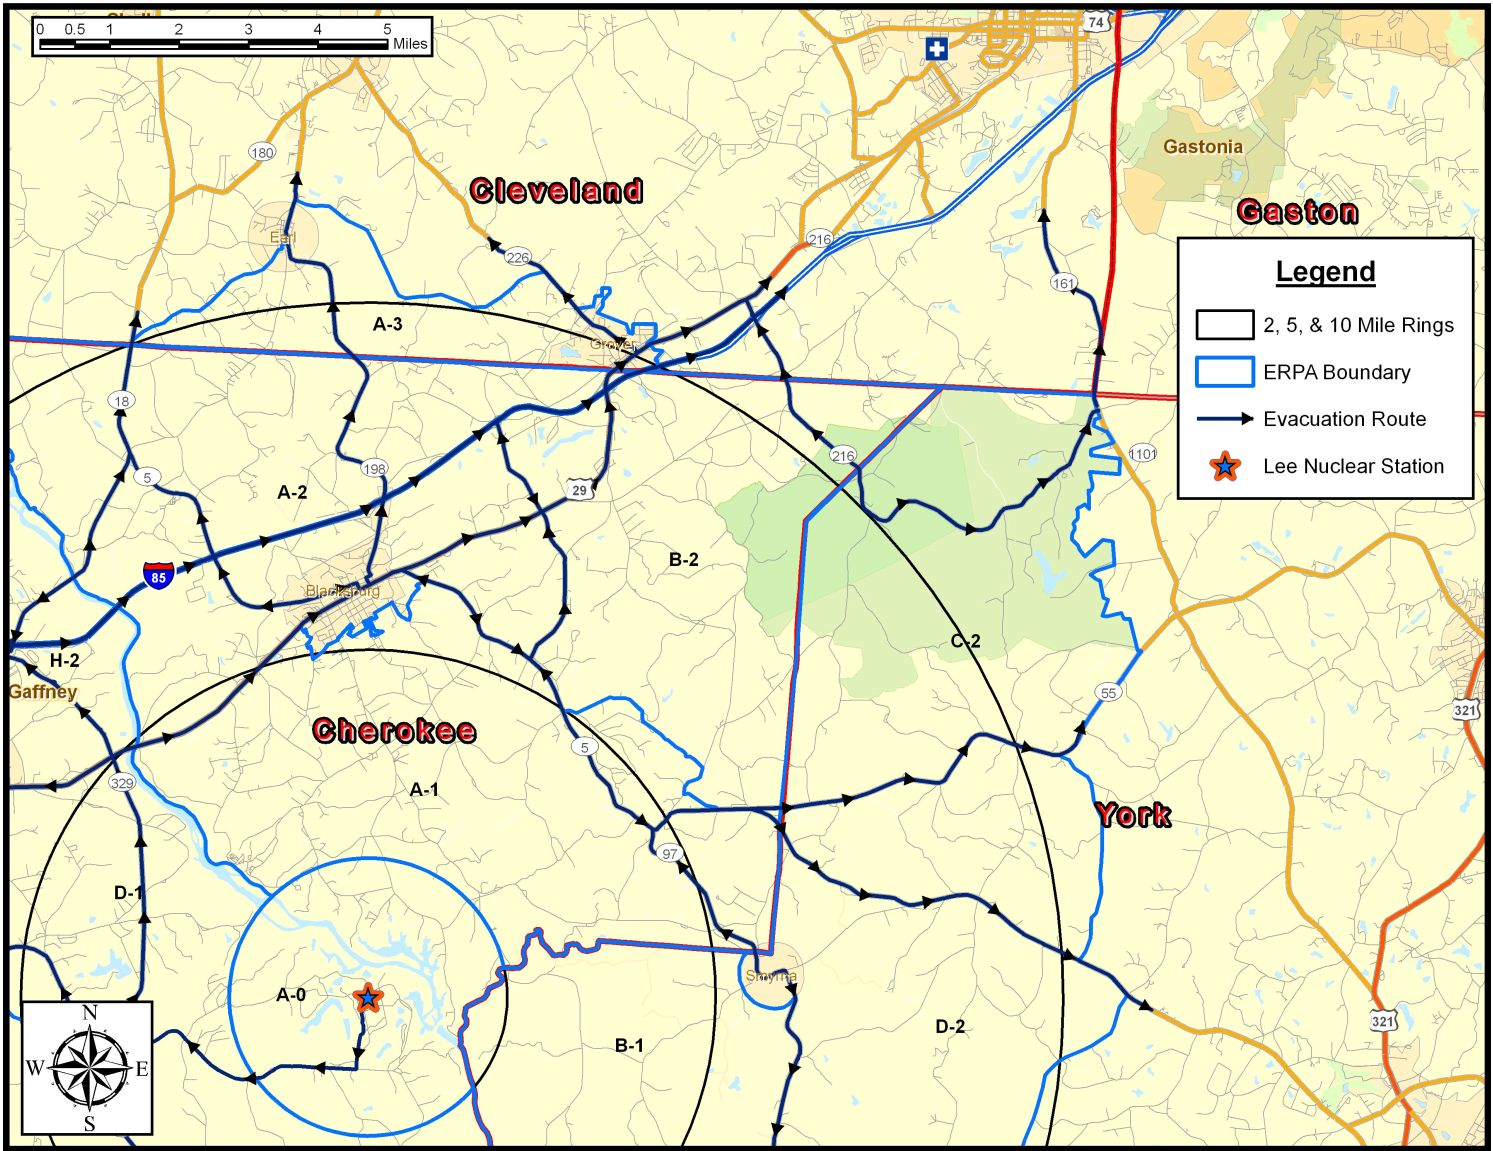 0 0.5 1 2 3 4 5 Miles
74
Gastonia
180
Cleveland
Gaston
Earl
226
216
161
Legend
2, 5, & 10 Mile Rings
ERPA Boundary
Evacuation Route
Lee Nuclear Station
A-3
Grover
18
5
198
216
1101
A-2
29
85
B-2
Blacksburg
C-2
H-2
Gaffney
55
321
Cherokee
5
329
A-1
York
97
D-1
A-0
Smyrna
321
D-2
B-1
N
W E
S